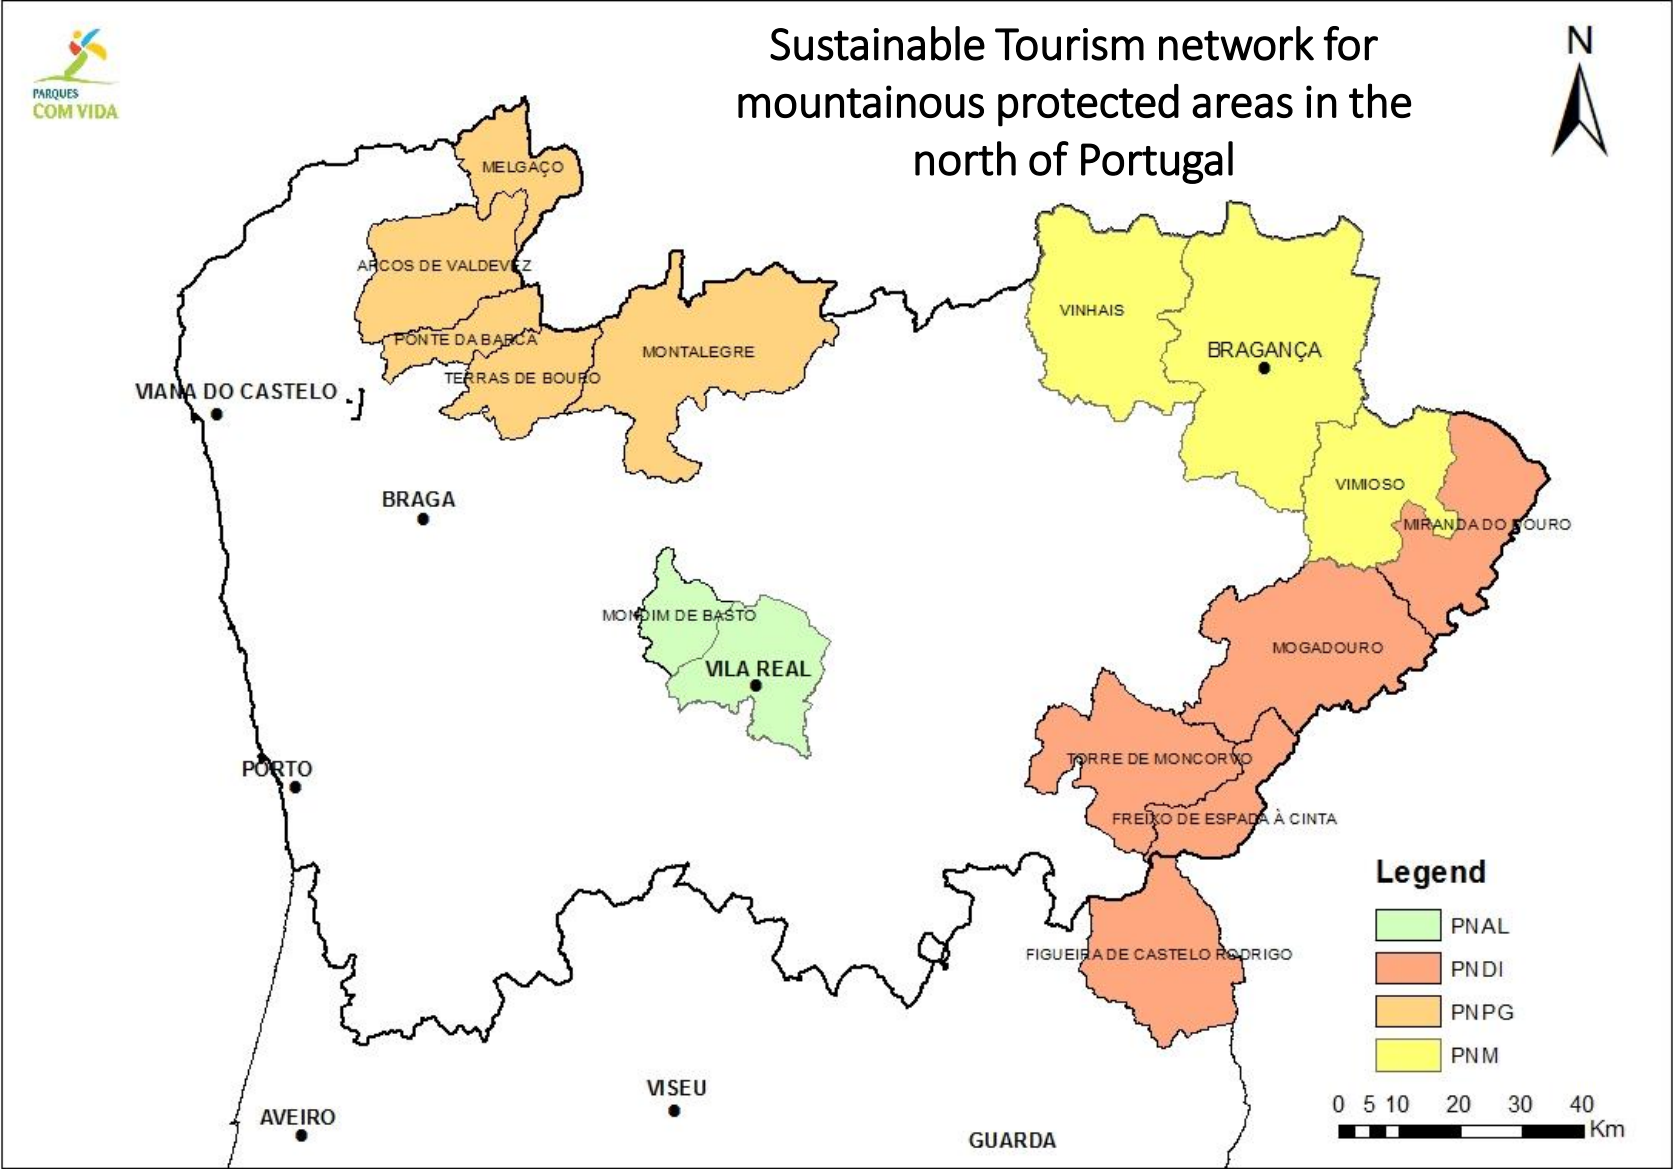 PARQUES
COM VIDA
Sustainable Tourism network for
mountainous protected areas in the
north of Portugal
N
MELGAÇO
ARCOS DE VALDEVEZ
PONTE DA BARCA
TERRAS DE BOURO
MONTALEGRE
VINHAIS
BRAGANÇA
VIANA DO CASTELO
BRAGA
VIMIOSO
MIRANDA DO DOURO
MONDIM DE BASTO
VILA REAL
MOGADOURO
PORTO
TORRE DE MONCORVO
FREIXO DE ESPADA À CINTA
FIGUEIRA DE CASTELO RODRIGO
VISEU
AVEIRO
GUARDA
Legend
PNAL
PNDI
PNPG
PNM
0 5 10 20 30 40
Km